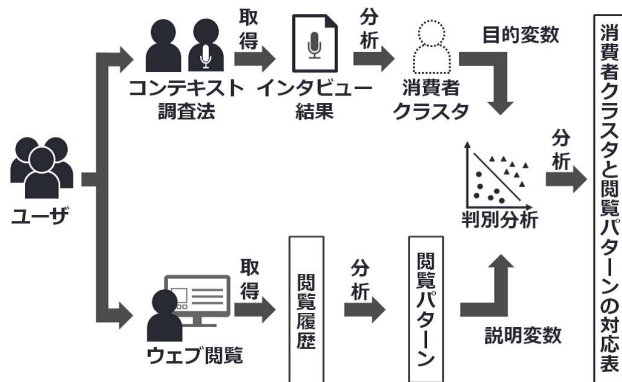 ユーザ
コンテキスト
調査法
取得
インタビュー
結果
分析
消費者
クラスタ
目的変数
ウェブ閲覧
取得
閲覧履歴
分析
閲覧パターン
説明変数
判別分析
分析
消費者クラスタと閲覧パターンの対応表